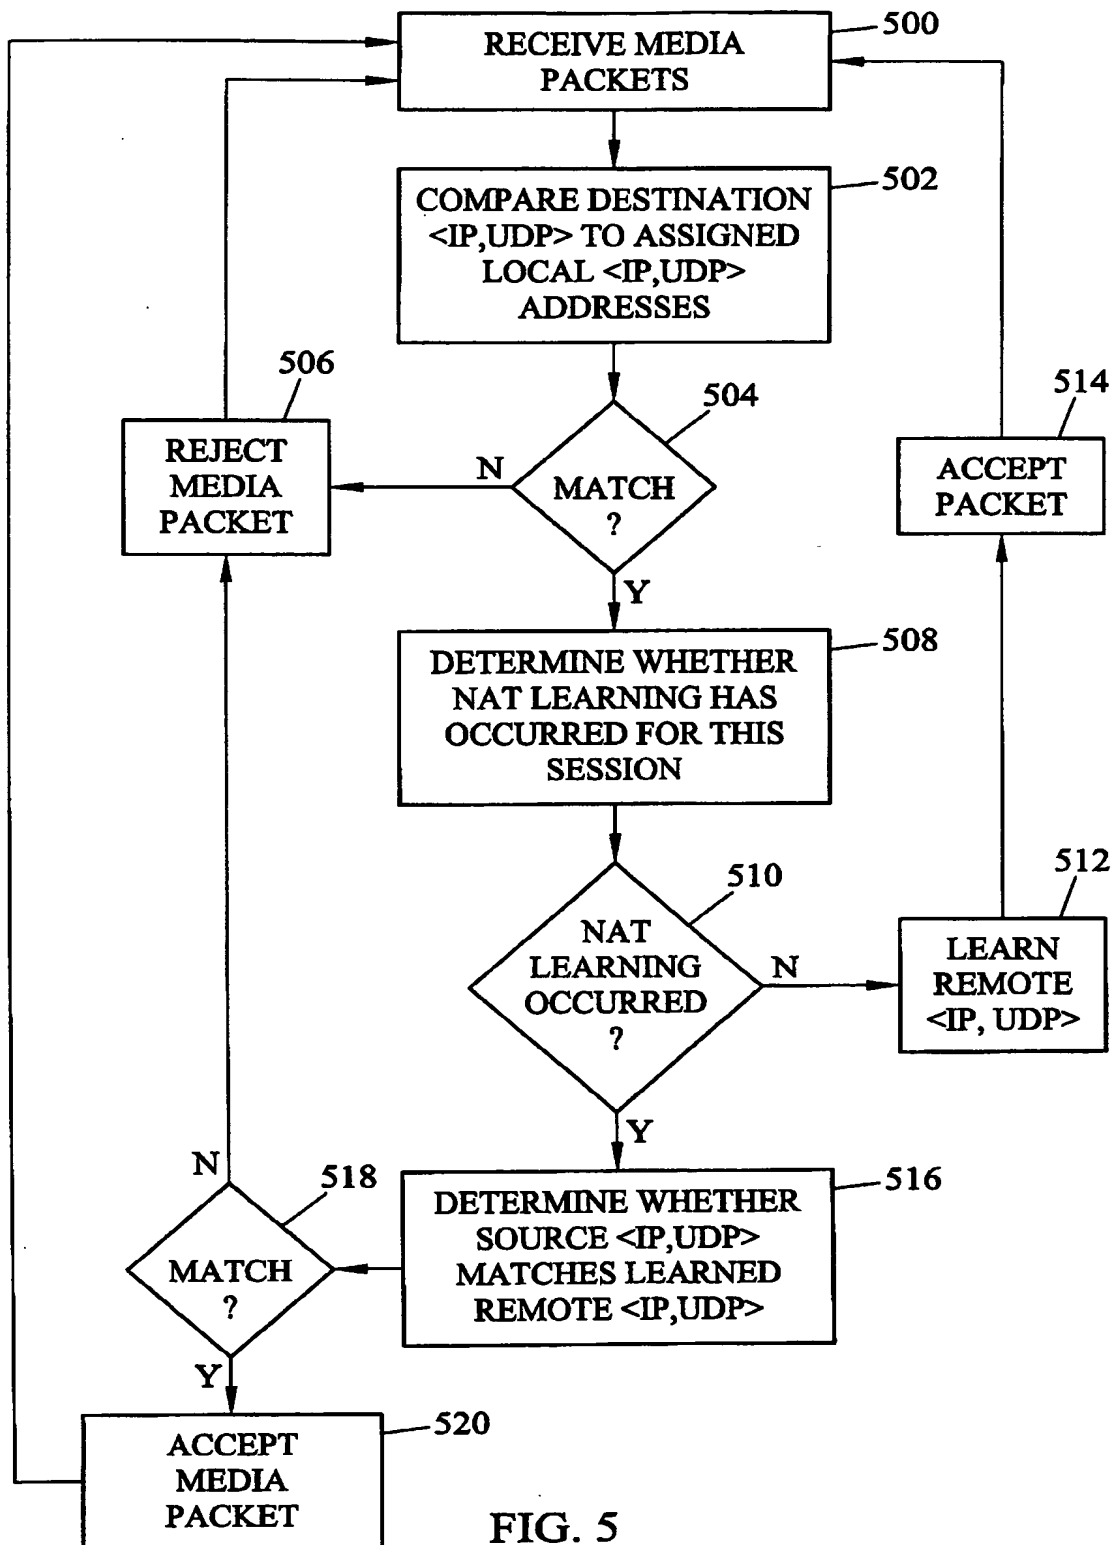 RECEIVE MEDIA
PACKETS
500
COMPARE DESTINATION
<IP,UDP> TO ASSIGNED
LOCAL <IP,UDP>
ADDRESSES
502
506
REJECT
MEDIA
PACKET
N
504
MATCH
?
Y
514
ACCEPT
PACKET
DETERMINE WHETHER
NAT LEARNING HAS
OCCURRED FOR THIS
SESSION
508
510
NAT
LEARNING
OCCURRED
?
N
Y
512
LEARN
REMOTE
<IP, UDP>
DETERMINE WHETHER
SOURCE <IP,UDP>
MATCHES LEARNED
REMOTE <IP,UDP>
516
N
518
MATCH
?
Y
ACCEPT
MEDIA
PACKET
520
FIG. 5